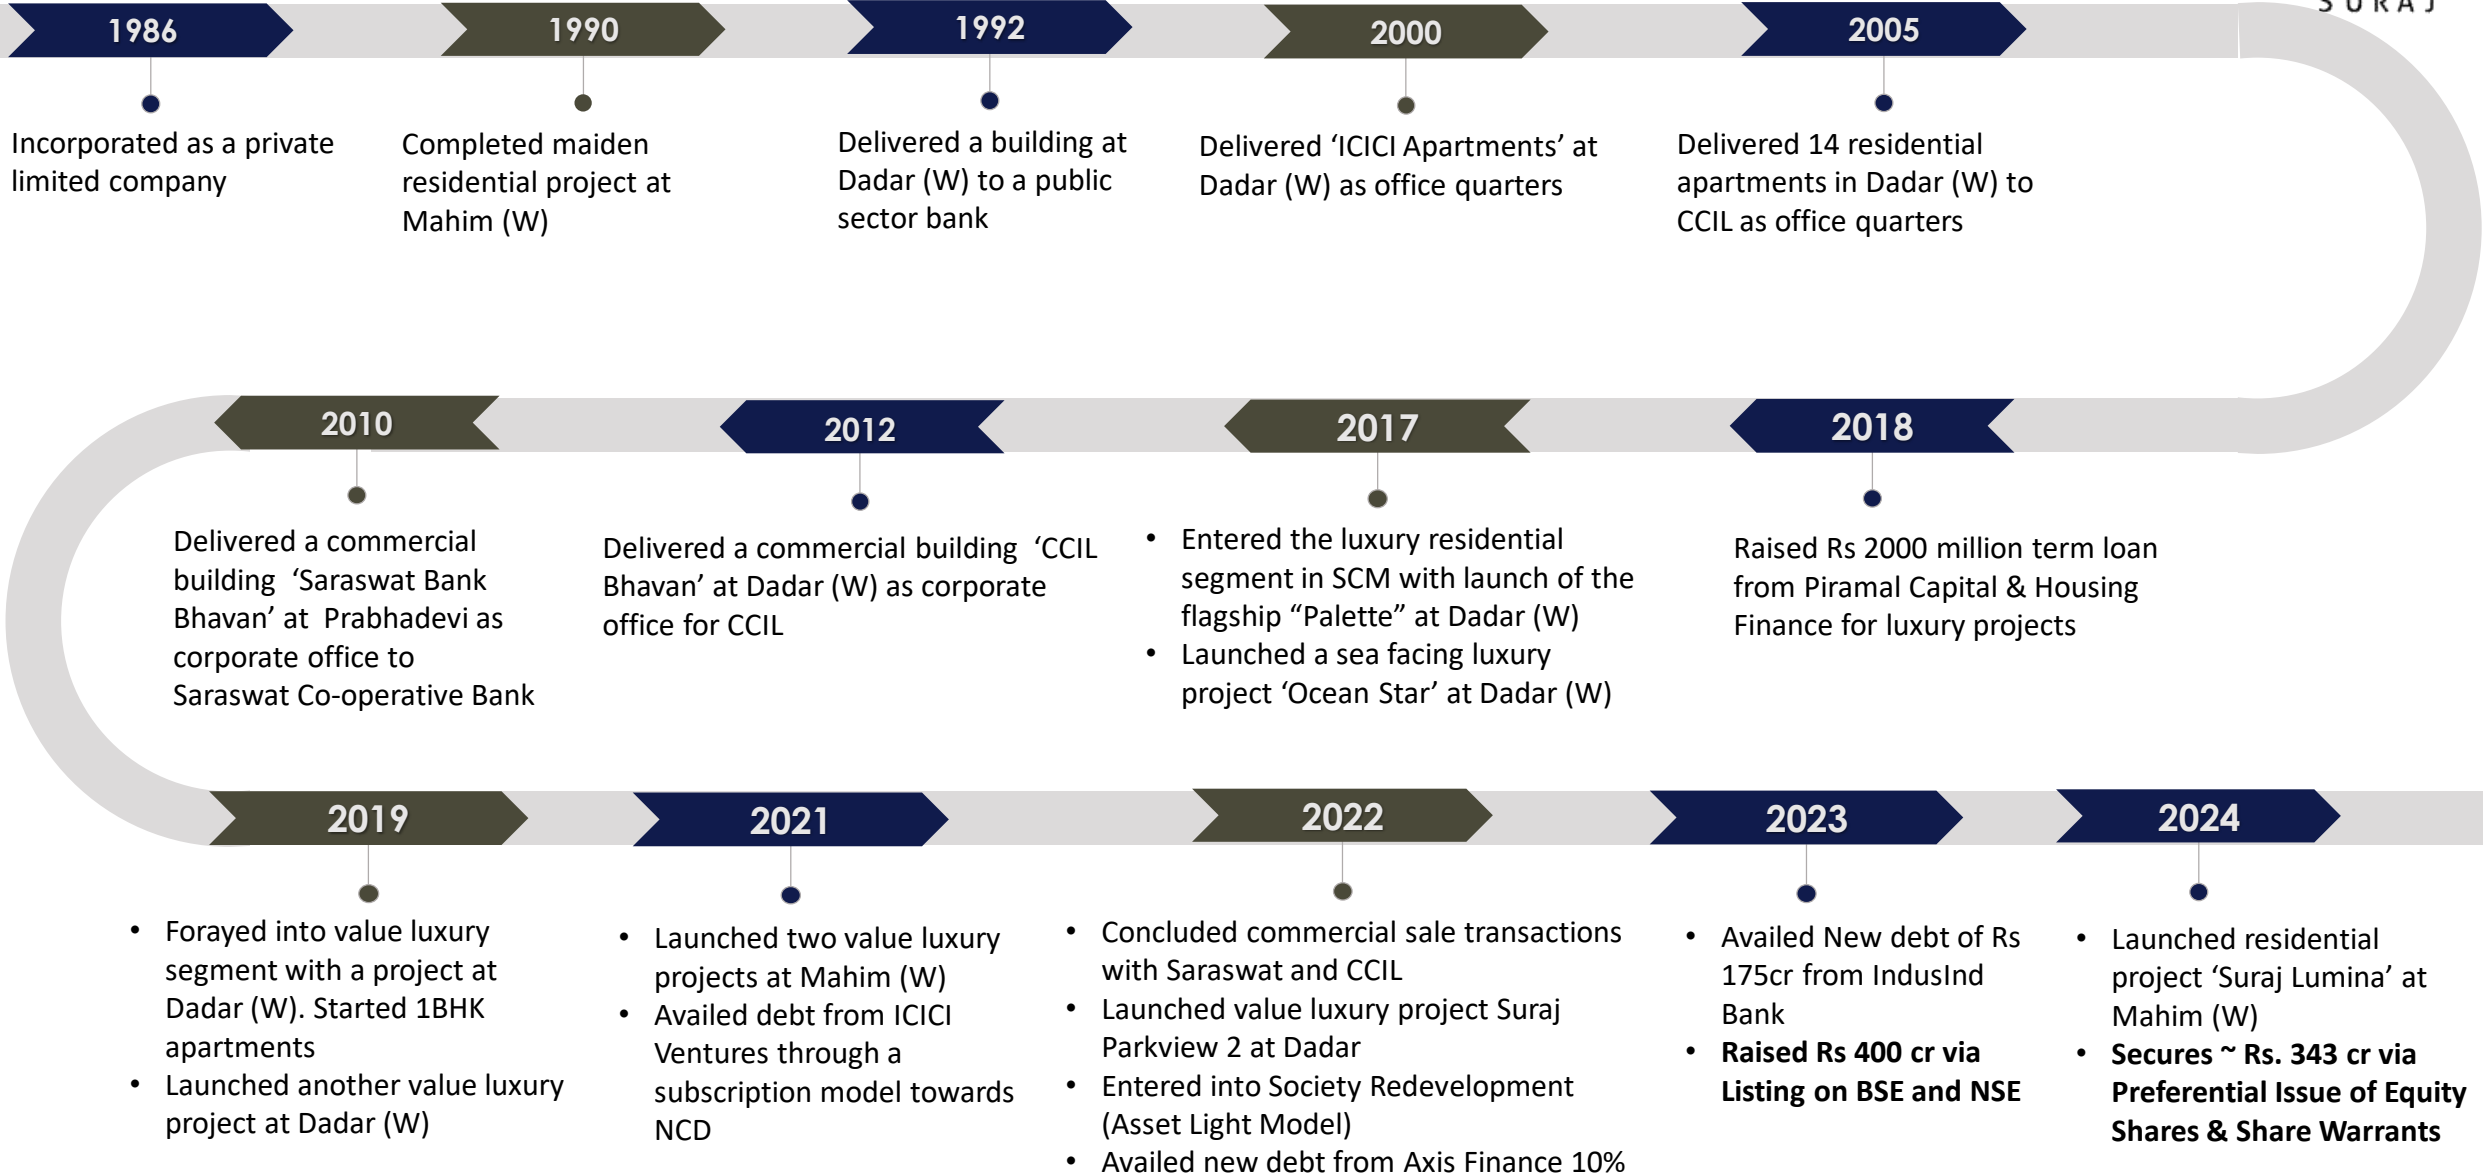 SURAJ
1986
1990
1992
2000
2005
Incorporated as a private
limited company
Completed maiden
residential project at
Mahim (W)
Delivered a building at
Dadar (W) to a public
sector bank
Delivered ‘ICICI Apartments’ at
Dadar (W) as office quarters
Delivered 14 residential
apartments in Dadar (W) to
CCIL as office quarters
2010
2012
2017
2018
Delivered a commercial
building ‘Saraswat Bank
Bhavan’ at Prabhadevi as
corporate office to
Saraswat Co-operative Bank
Delivered a commercial building ‘CCIL
Bhavan’ at Dadar (W) as corporate
office for CCIL
• Entered the luxury residential
segment in SCM with launch of the
flagship “Palette” at Dadar (W)
• Launched a sea facing luxury
project ‘Ocean Star’ at Dadar (W)
Raised Rs 2000 million term loan
from Piramal Capital & Housing
Finance for luxury projects
2019
2021
2022
2023
2024
• Forayed into value luxury
segment with a project at
Dadar (W). Started 1BHK
apartments
• Launched another value luxury
project at Dadar (W)
• Launched two value luxury
projects at Mahim (W)
• Availed debt from ICICI
Ventures through a
subscription model towards
NCD
• Concluded commercial sale transactions
with Saraswat and CCIL
• Launched value luxury project Suraj
Parkview 2 at Dadar
• Entered into Society Redevelopment
(Asset Light Model)
• Availed new debt from Axis Finance 10%
• Availed New debt of Rs
175cr from IndusInd
Bank
• Raised Rs 400 cr via
Listing on BSE and NSE
• Launched residential
project ‘Suraj Lumina’ at
Mahim (W)
• Secures ~ Rs. 343 cr via
Preferential Issue of Equity
Shares & Share Warrants